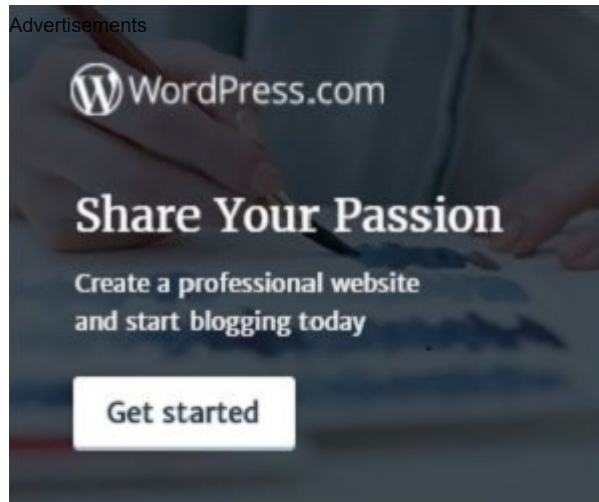 Advertisements
WordPress.com
Share Your Passion
Create a professional website
and start blogging today
Get started